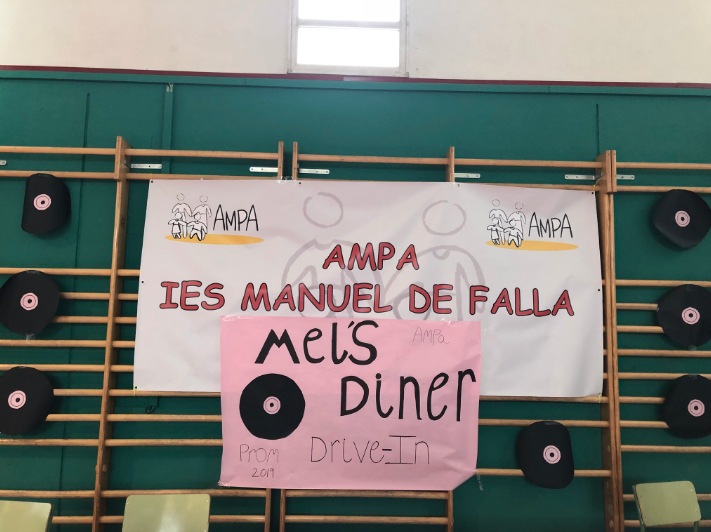 AMPA
AMPA
AMPA
IES MANUEL DE FALLA
Mel's
AMPa
Diner
Drive-In
Prom
2019